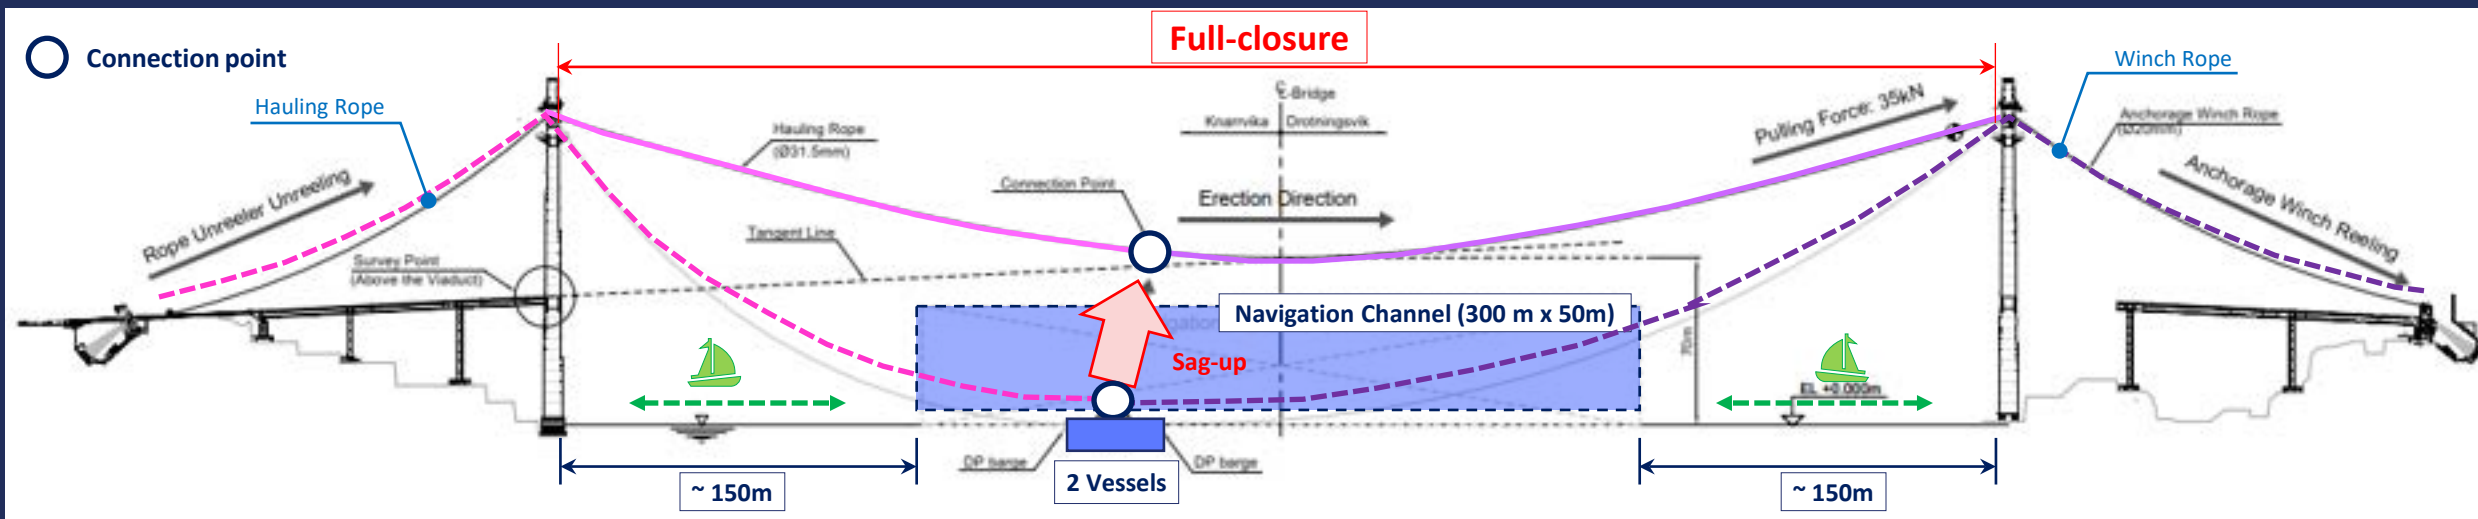 Full-closure
Connection point
Winch Rope
Hauling Rope
℄-Bridge
Knarrvika
Drotningsvik
Pulling Force: 35kN
Anchorage Winch Rope
(Ø20mm)
Hauling Rope
(Ø31.5mm)
Rope Unreeler Unreeling
Connection Point
Erection Direction
Anchorage Winch Reeling
Tangent Line
Survey Point
(Above the Viaduct)
Navigation Channel (300 m x 50m)
70m
Sag-up
EL +0.000m
DP barge
DP barge
2 Vessels
~ 150m
~ 150m